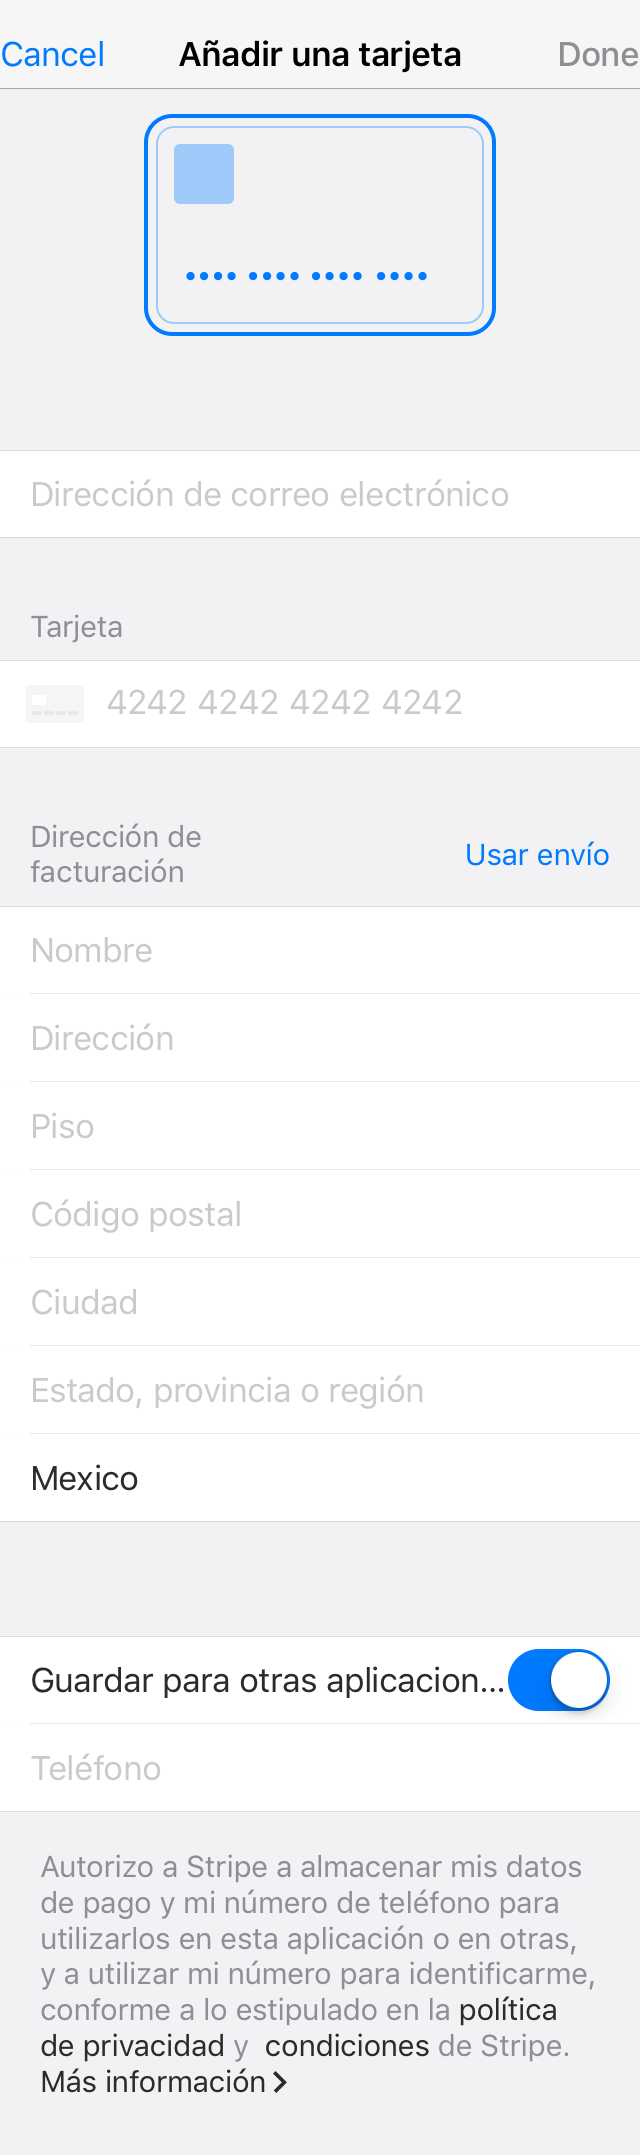 Cancel Añadir una tarjeta Done
•••• •••• •••• ••••
Dirección de correo electrónico
Tarjeta
4242 4242 4242 4242
Dirección de
facturación
Usar envío
Nombre
Dirección
Piso
Código postal
Ciudad
Estado, provincia o región
Mexico
Guardar para otras aplicacion...
Teléfono
Autorizo a Stripe a almacenar mis datos
de pago y mi número de teléfono para
utilizarlos en esta aplicación o en otras,
y a utilizar mi número para identificarme,
conforme a lo estipulado en la política
de privacidad y condiciones de Stripe.
Más información